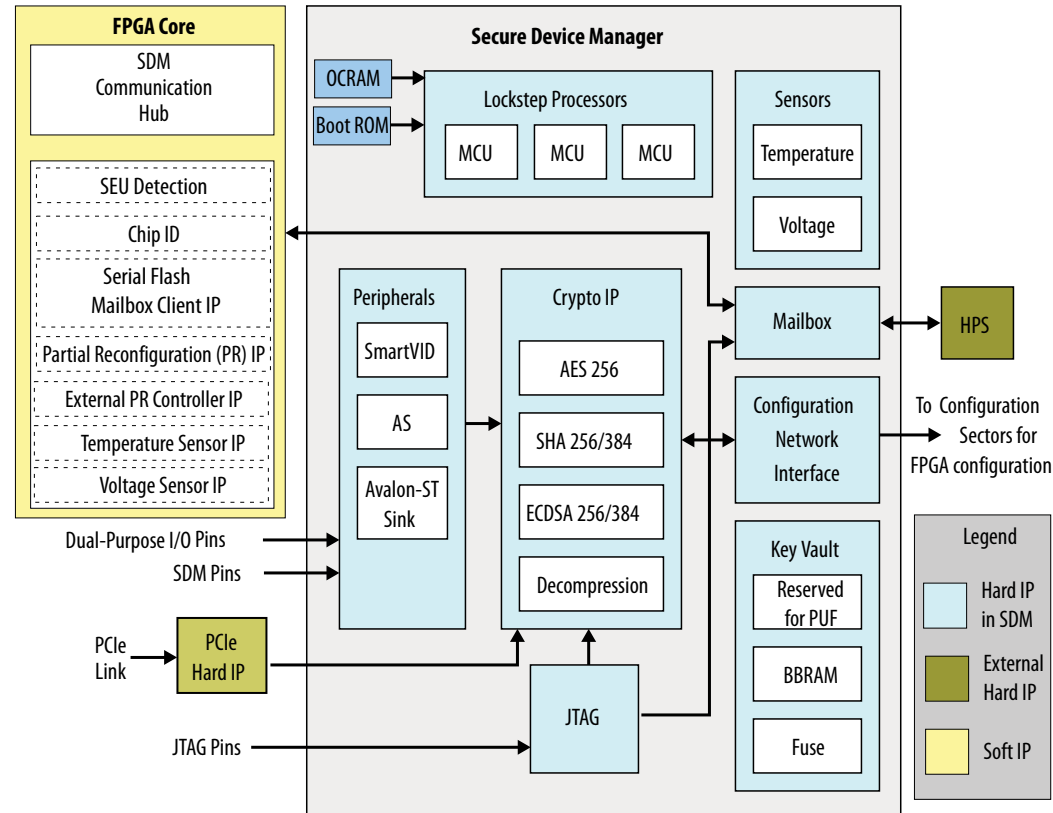 FPGA Core
SDM
Communication
Hub
SEU Detection
Chip ID
Serial Flash
Mailbox Client IP
Partial Reconfiguration (PR) IP
External PR Controller IP
Temperature Sensor IP
Voltage Sensor IP
Dual-Purpose I/O Pins
SDM Pins
PCIe
Link
PCIe
Hard IP
JTAG Pins
Secure Device Manager
OCRAM
Boot ROM
Lockstep Processors
MCU
MCU
MCU
Sensors
Temperature
Voltage
Peripherals
SmartVID
AS
Avalon-ST
Sink
Crypto IP
AES 256
SHA 256/384
ECDSA 256/384
Decompression
JTAG
Mailbox
Configuration
Network
Interface
Key Vault
Reserved
for PUF
BBRAM
Fuse
HPS
To Configuration
Sectors for
FPGA configuration
Legend
Hard IP
in SDM
External
Hard IP
Soft IP